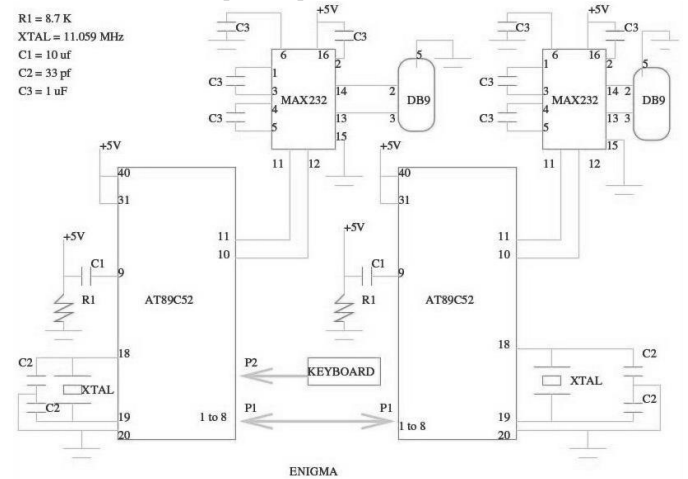 R1 = 8.7 K
XTAL = 11.059 MHz
C1 = 10 uf
C2 = 33 pf
C3 = 1 uF
+5V
C3
C3
6
16
1
2
C3
3
4
C3
5
MAX232
14
13
15
2
3
5
DB9
11
12
+5V
C3
C3
6
16
1
2
C3
3
4
C3
5
MAX232
14
13
15
2
3
5
DB9
11
12
+5V
40
31
11
10
+5V
C1
9
R1
AT89C52
18
C2
XTAL
C2
19
20
1 to 8
P2
KEYBOARD
P1
P1
+5V
40
31
11
10
+5V
C1
9
R1
AT89C52
18
C2
XTAL
C2
19
20
1 to 8
ENIGMA